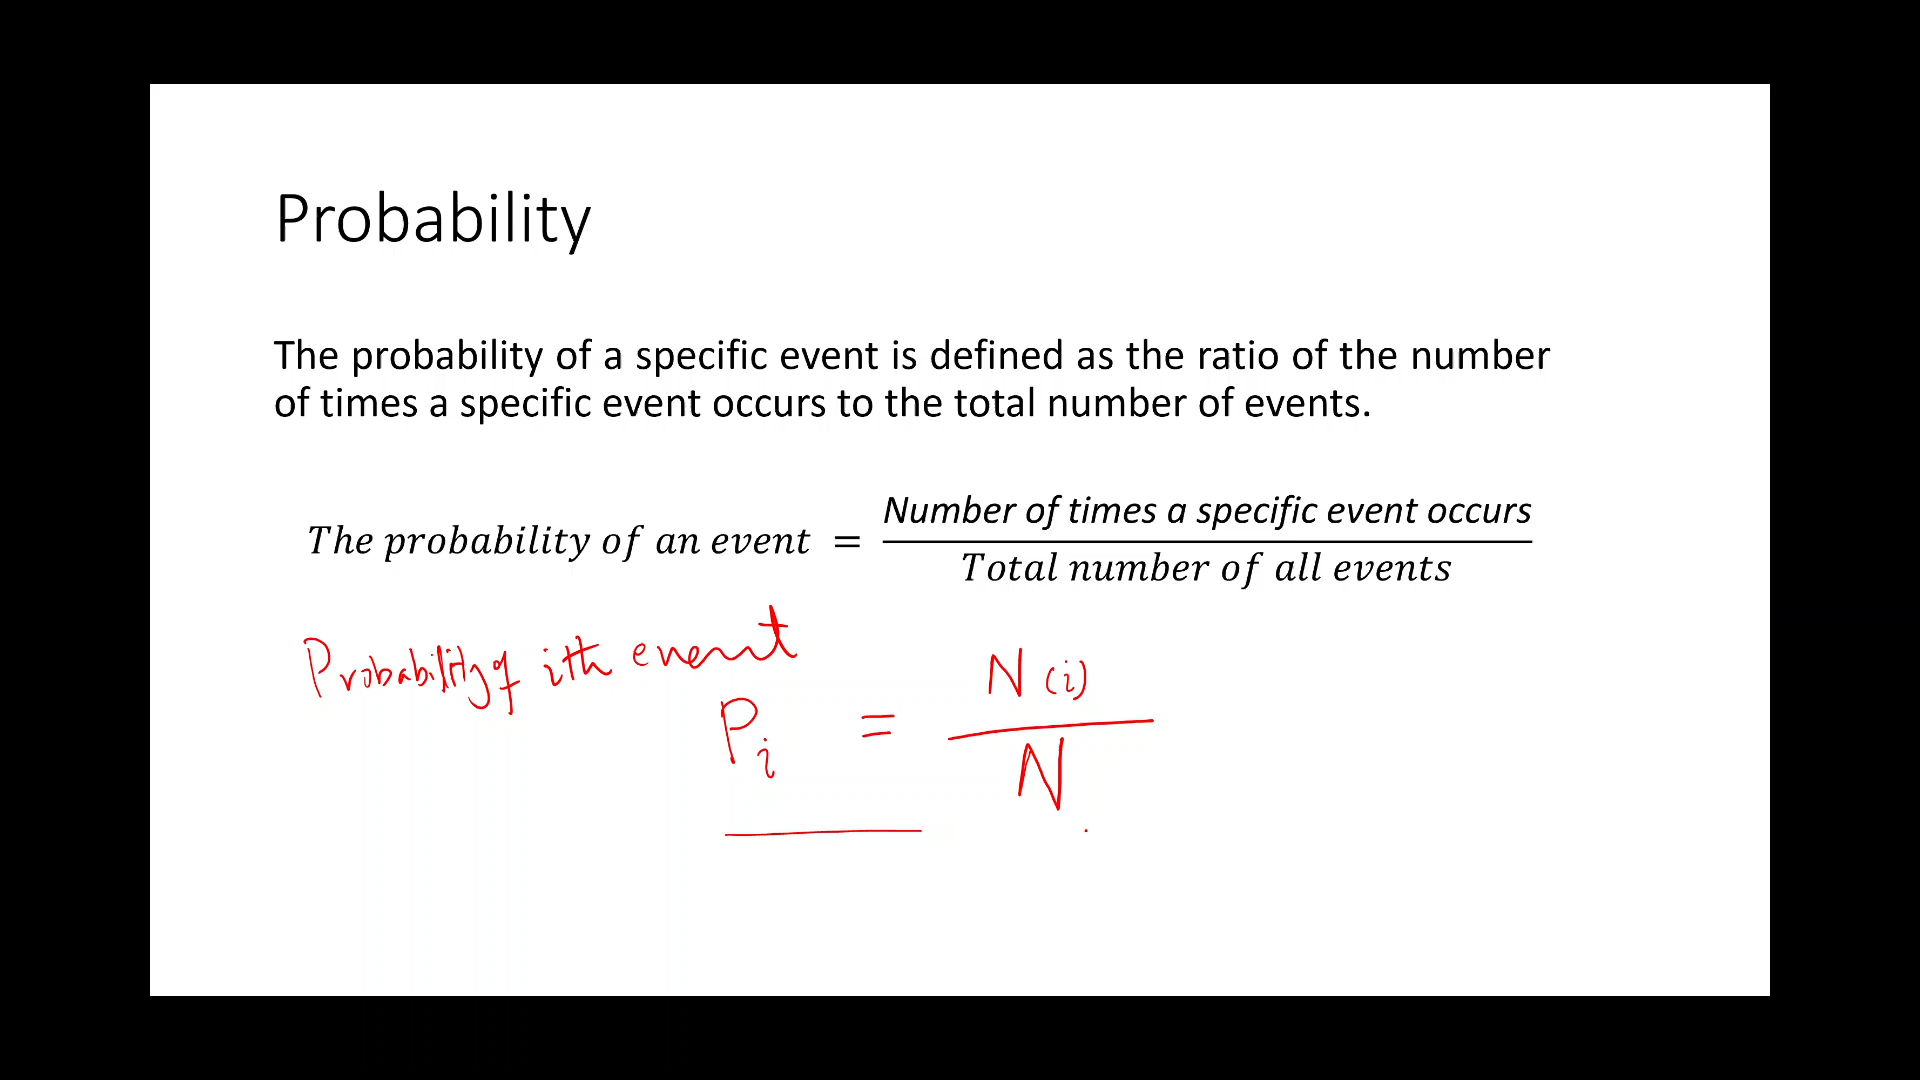 Probability
The probability of a specific event is defined as the ratio of the number
of times a specific event occurs to the total number of events.
The probability of an event = Number of times a specific event occurs / Total number of all events
Probability of ith event
P_i = N(i) / N